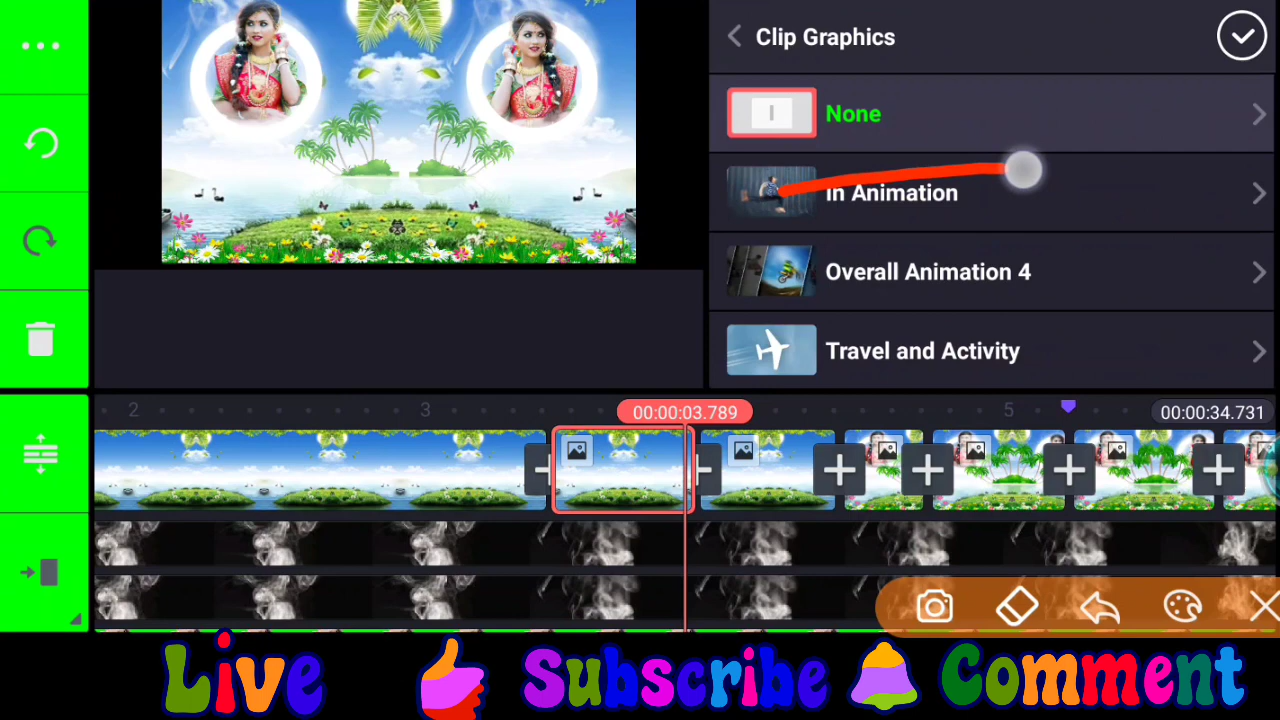 Clip Graphics
None
In Animation
Overall Animation 4
Travel and Activity
2 3 00:00:03.789 5 00:00:34.731
Live Subscribe Comment